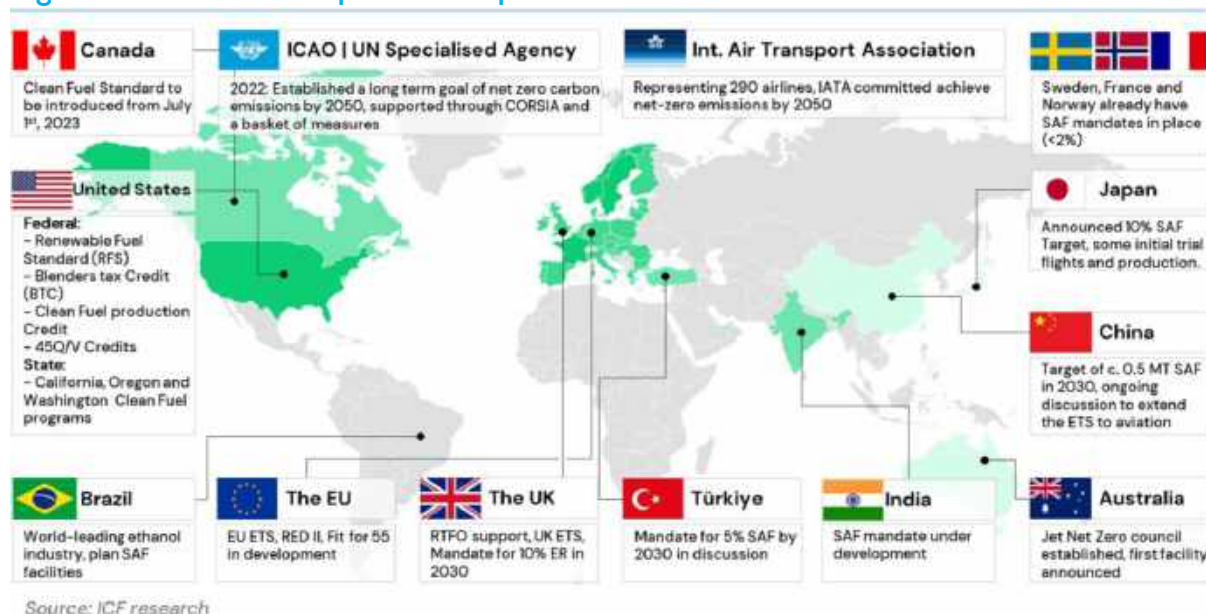 Canada
Clean Fuel Standard to
be introduced from July
1st, 2023
ICAO | UN Specialised Agency
2022: Established a long term goal of net zero carbon
emissions by 2050, supported through CORSIA and
a basket of measures
Int. Air Transport Association
Representing 290 airlines, IATA committed achieve
net-zero emissions by 2050
Sweden, France and
Norway already have
SAF mandates in place
(<2%)
United States
Federal:
- Renewable Fuel
Standard (RFS)
- Blenders tax Credit
(BTC)
- Clean Fuel production
Credit
- 45Q/V Credits
State:
- California, Oregon and
Washington Clean Fuel
programs
Japan
Announced 10% SAF
Target, some initial trial
flights and production.
China
Target of c. 0.5 MT SAF
in 2030, ongoing
discussion to extend
the ETS to aviation
Brazil
World-leading ethanol
industry, plan SAF
facilities
The EU
EU ETS, RED II, Fit for 55
in development
The UK
RTFO support, UK ETS,
Mandate for 10% ER in
2030
Türkiye
Mandate for 5% SAF by
2030 in discussion
India
SAF mandate under
development
Australia
Jet Net Zero council
established, first facility
announced
Source: ICF research